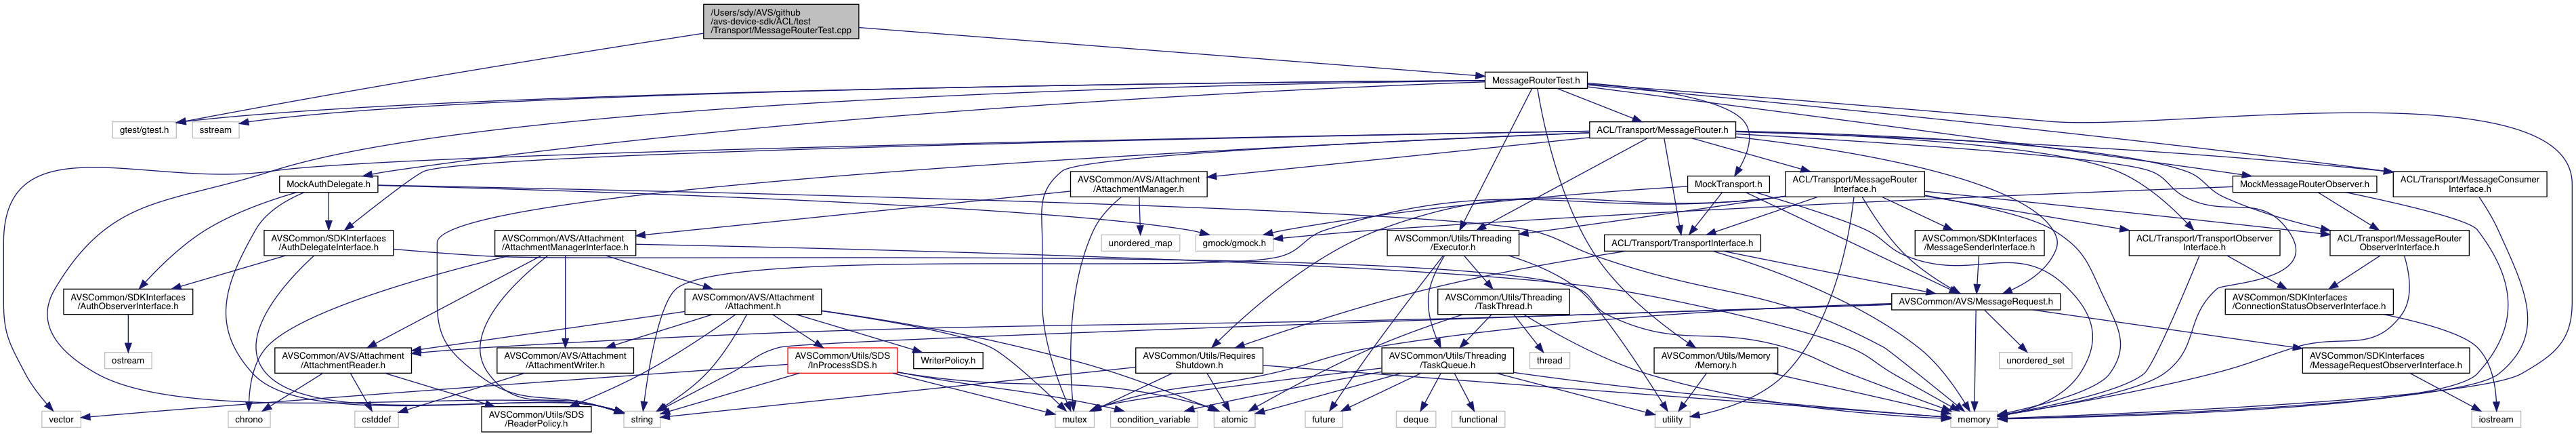 /Users/sdy/AVS/github
/avs-device-sdk/ACL/test
/Transport/MessageRouterTest.cpp
MessageRouterTest.h
gtest/gtest.h
sstream
ACL/Transport/MessageRouter.h
MockAuthDelegate.h
AVSCommon/AVS/Attachment
/AttachmentManager.h
MockTransport.h
ACL/Transport/MessageRouter
Interface.h
MockMessageRouterObserver.h
ACL/Transport/MessageConsumer
Interface.h
AVSCommon/SDKInterfaces
/AuthDelegateInterface.h
AVSCommon/AVS/Attachment
/AttachmentManagerInterface.h
unordered_map
gmock/gmock.h
AVSCommon/Utils/Threading
/Executor.h
ACL/Transport/TransportInterface.h
AVSCommon/SDKInterfaces
/MessageSenderInterface.h
ACL/Transport/TransportObserver
Interface.h
ACL/Transport/MessageRouter
ObserverInterface.h
AVSCommon/SDKInterfaces
/AuthObserverInterface.h
AVSCommon/AVS/Attachment
/Attachment.h
AVSCommon/Utils/Threading
/TaskThread.h
AVSCommon/AVS/MessageRequest.h
AVSCommon/SDKInterfaces
/ConnectionStatusObserverInterface.h
ostream
AVSCommon/AVS/Attachment
/AttachmentReader.h
AVSCommon/AVS/Attachment
/AttachmentWriter.h
AVSCommon/Utils/SDS
/InProcessSDS.h
WriterPolicy.h
AVSCommon/Utils/Requires
Shutdown.h
AVSCommon/Utils/Threading
/TaskQueue.h
thread
AVSCommon/Utils/Memory
/Memory.h
unordered_set
AVSCommon/SDKInterfaces
/MessageRequestObserverInterface.h
vector
chrono
cstddef
AVSCommon/Utils/SDS
/ReaderPolicy.h
string
mutex
condition_variable
atomic
future
deque
functional
utility
memory
iostream